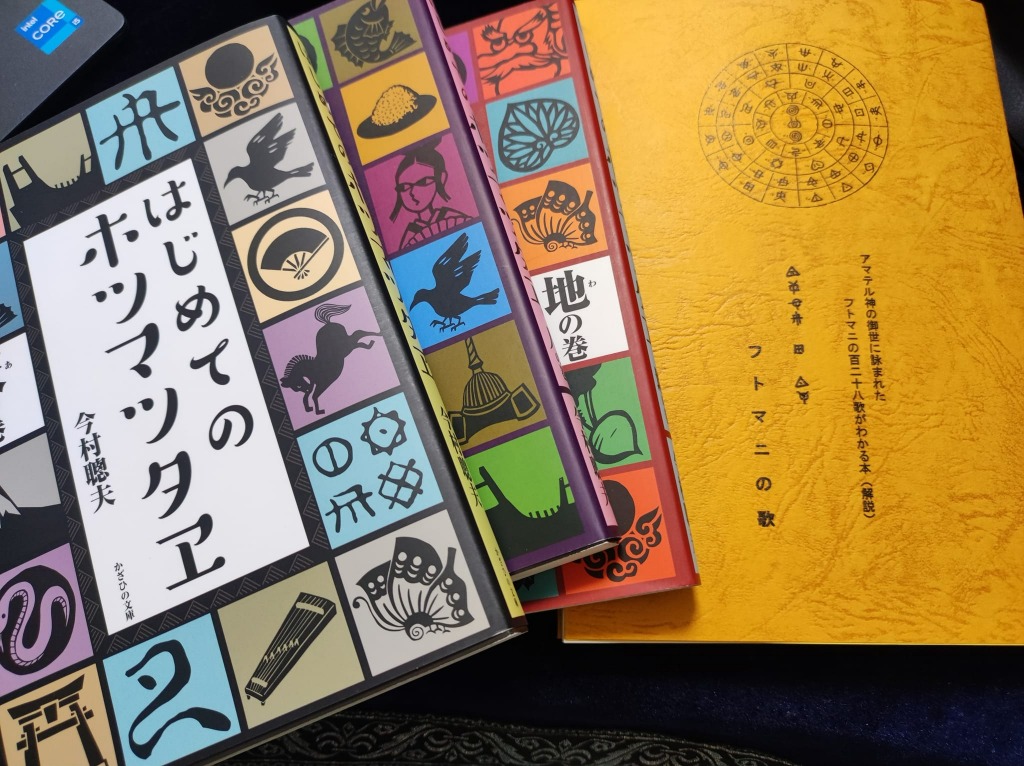 intel
CORE
i5
はじめての
ホツマツタヱ
今村聰夫
かざひの文庫
地の巻
わ
アマテル神の御世に詠まれた
フトマニの百二十八歌がわかる本(解説)
フトマニの歌